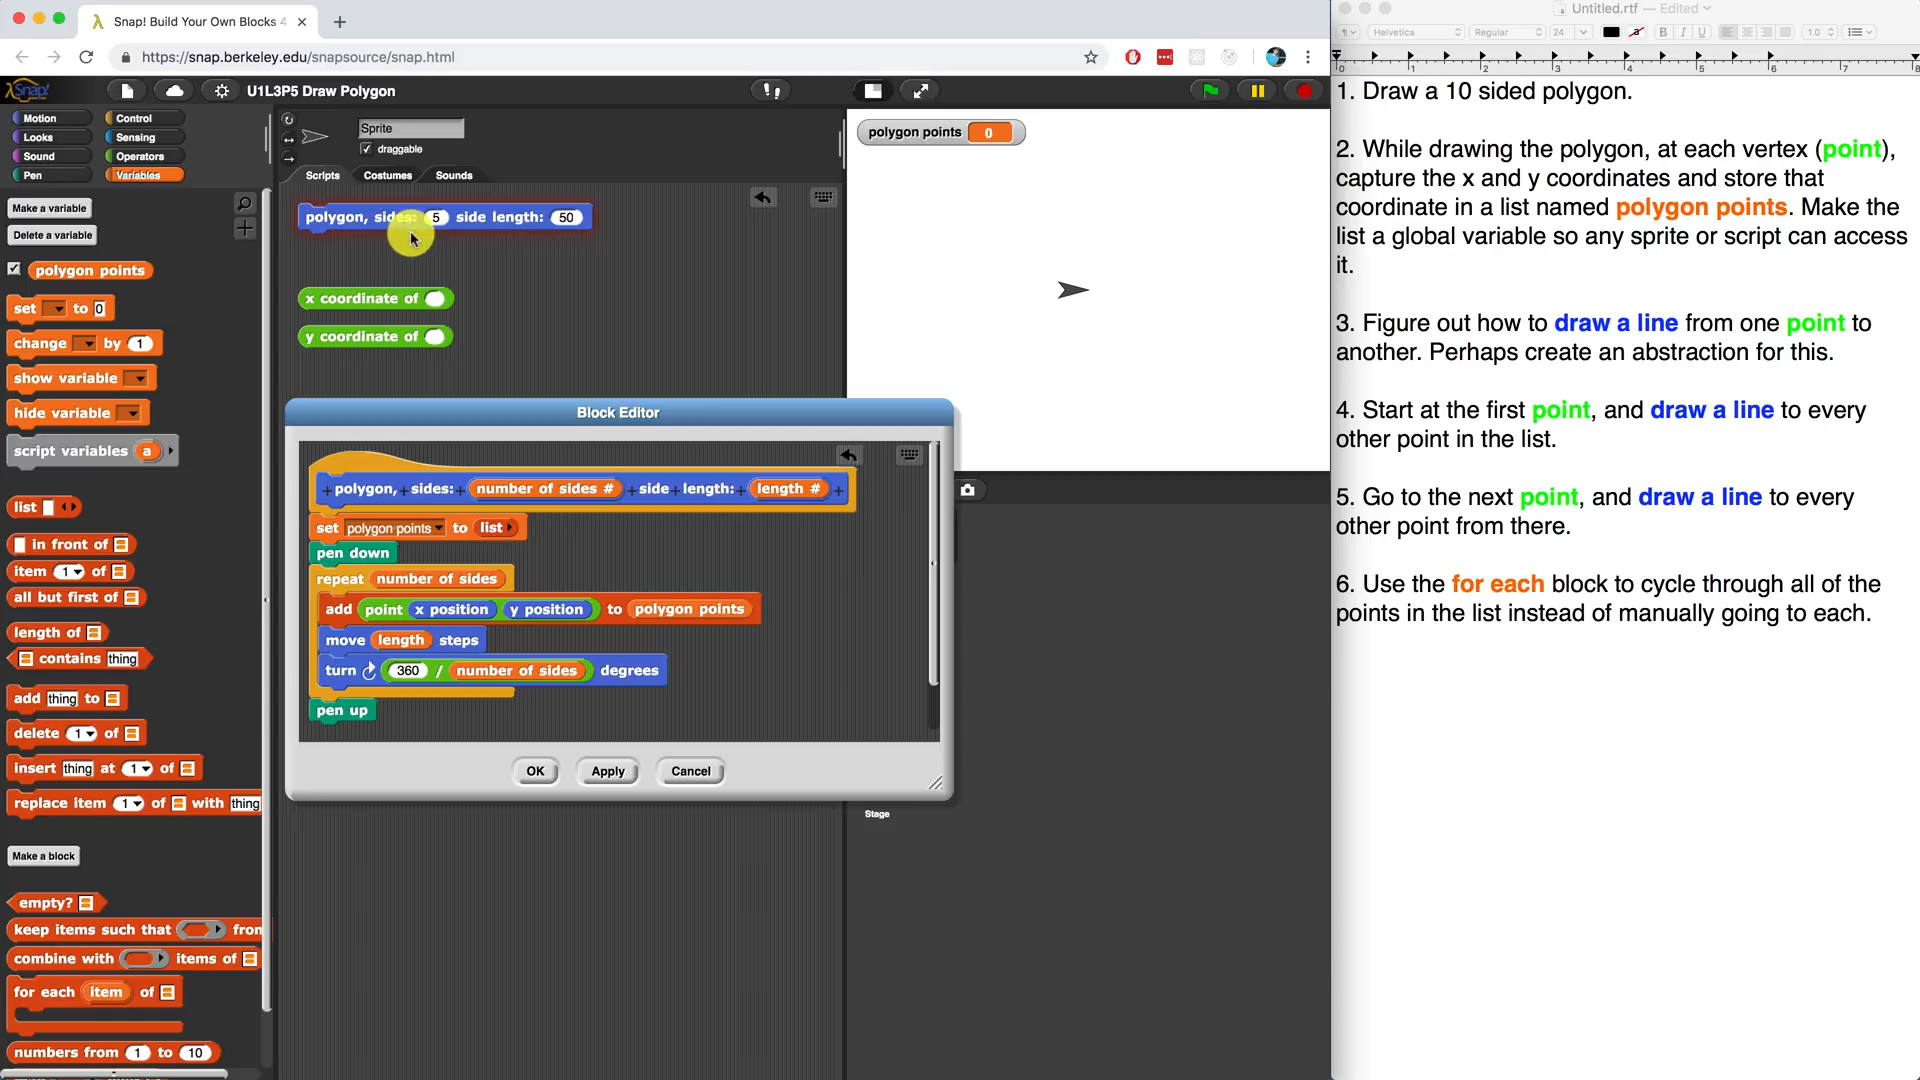 Snap! Build Your Own Blocks 4
https://snap.berkeley.edu/snapsource/snap.html
Snap!
U1L3P5 Draw Polygon
Motion
Control
Looks
Sensing
Sound
Operators
Pen
Variables
Make a variable
Delete a variable
polygon points
set to 0
change by 1
show variable
hide variable
script variables a
list
in front of
item 1 of
all but first of
length of
contains thing
add thing to
delete 1 of
insert thing at 1 of
replace item 1 of with thing
Make a block
empty?
keep items such that from
combine with items of
for each item of
numbers from 1 to 10
Sprite
draggable
Scripts Costumes Sounds
polygon, sides: 5 side length: 50
x coordinate of
y coordinate of
Block Editor
polygon, sides: number of sides # side length: length #
set polygon points to list
pen down
repeat number of sides
add point x position y position to polygon points
move length steps
turn 360 / number of sides degrees
pen up
OK
Apply
Cancel
polygon points 0
Stage
Untitled.rtf — Edited
Helvetica
Regular
24
B I U
1.0
0 1 2 3 4 5 6 7 8
1. Draw a 10 sided polygon.
2. While drawing the polygon, at each vertex (point),
capture the x and y coordinates and store that
coordinate in a list named polygon points. Make the
list a global variable so any sprite or script can access
it.
3. Figure out how to draw a line from one point to
another. Perhaps create an abstraction for this.
4. Start at the first point, and draw a line to every
other point in the list.
5. Go to the next point, and draw a line to every
other point from there.
6. Use the for each block to cycle through all of the
points in the list instead of manually going to each.